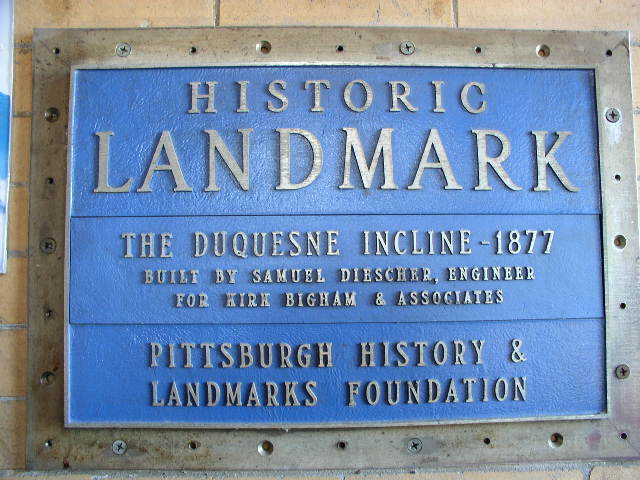 HISTORIC
LANDMARK
THE DUQUESNE INCLINE - 1877
BUILT BY SAMUEL DIESCHER, ENGINEER
FOR KIRK BIGHAM & ASSOCIATES
PITTSBURGH HISTORY &
LANDMARKS FOUNDATION